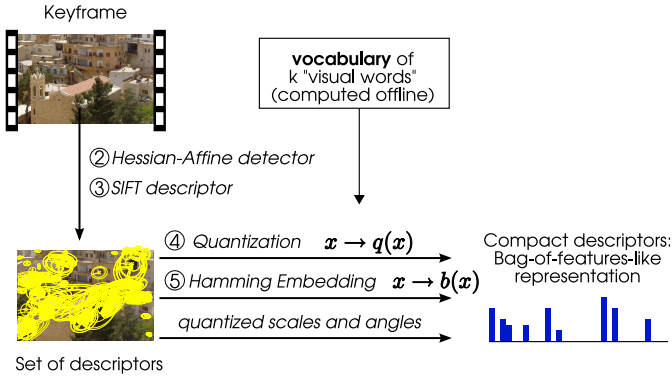 Keyframe
vocabulary of
k "visual words"
(computed offline)
② Hessian-Affine detector
③ SIFT descriptor
④ Quantization x → q(x)
⑤ Hamming Embedding x → b(x)
quantized scales and angles
Compact descriptors:
Bag-of-features-like
representation
Set of descriptors